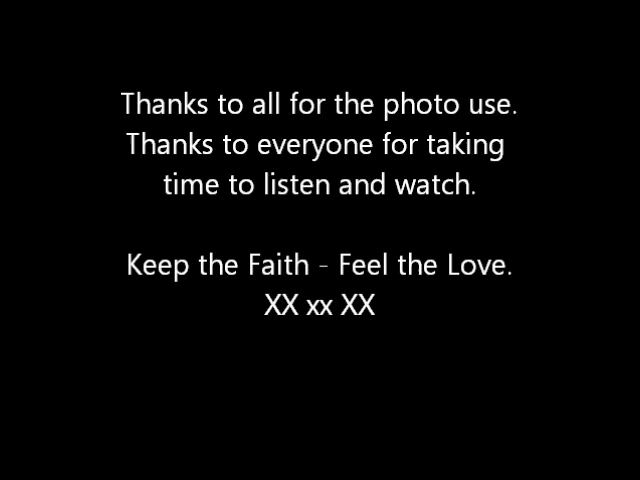 Thanks to all for the photo use.
Thanks to everyone for taking
time to listen and watch.
Keep the Faith - Feel the Love.
XX xx XX